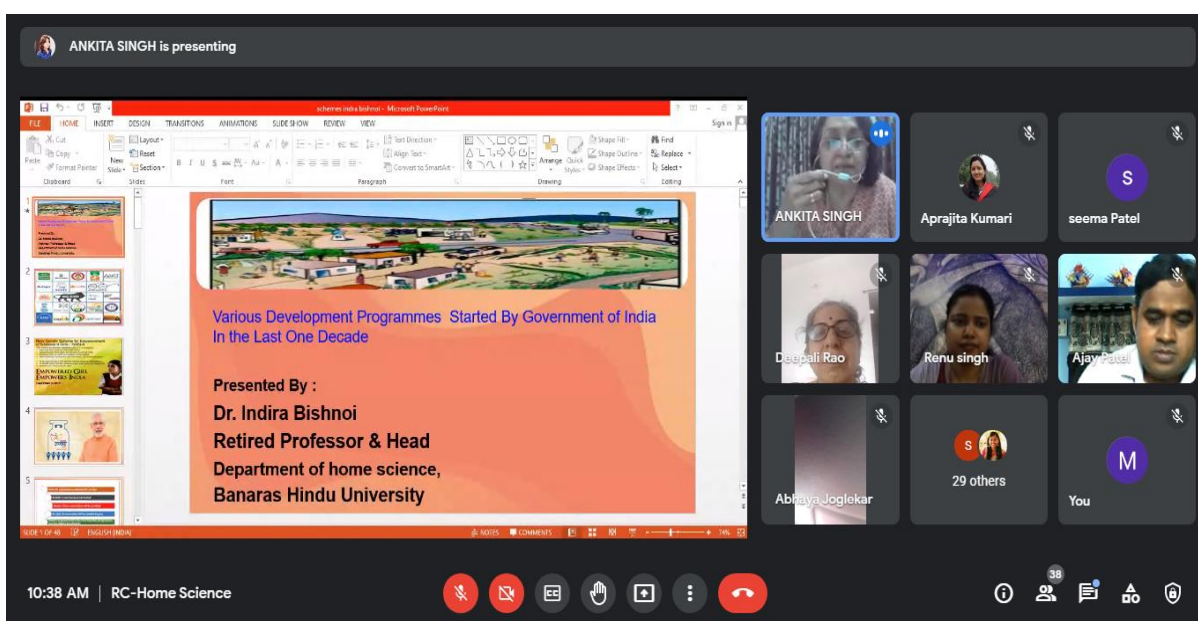 ANKITA SINGH is presenting
schemes indra bishnoi - Microsoft PowerPoint
FILE HOME INSERT DESIGN TRANSITIONS ANIMATIONS SLIDE SHOW REVIEW VIEW Sign in
Cut
Copy
Format Painter
Paste
New Slide
Layout
Reset
Section
Text Direction
Align Text
Convert to SmartArt
Arrange
Quick Styles
Shape Fill
Shape Outline
Shape Effects
Find
Replace
Select
Clipboard Slides Font Paragraph Drawing Editing
1
2
3
EMPOWERED GIRL
EMPOWERS INDIA
4
5
Various Development Programmes Started By Government of India
In the Last One Decade
Presented By :
Dr. Indira Bishnoi
Retired Professor & Head
Department of home science,
Banaras Hindu University
SLIDE 1 OF 48 ENGLISH (INDIA) NOTES COMMENTS 74%
ANKITA SINGH
Aprajita Kumari
S
seema Patel
Deepali Rao
Renu singh
Ajay Patel
Abhaya Joglekar
S
29 others
M
You
10:38 AM | RC-Home Science
CC
38